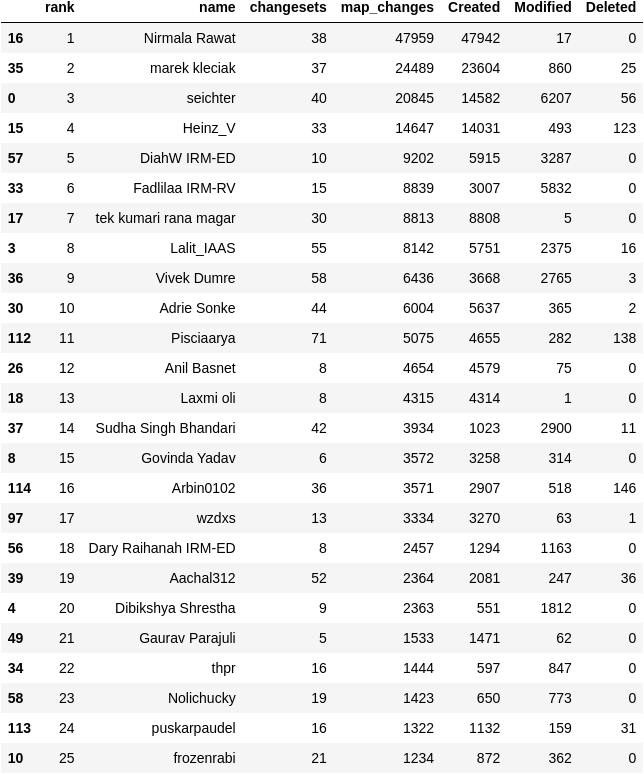 rank name changesets map_changes Created Modified Deleted
16 1 Nirmala Rawat 38 47959 47942 17 0
35 2 marek kleciak 37 24489 23604 860 25
0 3 seichter 40 20845 14582 6207 56
15 4 Heinz_V 33 14647 14031 493 123
57 5 DiahW IRM-ED 10 9202 5915 3287 0
33 6 Fadlilaa IRM-RV 15 8839 3007 5832 0
17 7 tek kumari rana magar 30 8813 8808 5 0
3 8 Lalit_IAAS 55 8142 5751 2375 16
36 9 Vivek Dumre 58 6436 3668 2765 3
30 10 Adrie Sonke 44 6004 5637 365 2
112 11 Pisciaarya 71 5075 4655 282 138
26 12 Anil Basnet 8 4654 4579 75 0
18 13 Laxmi oli 8 4315 4314 1 0
37 14 Sudha Singh Bhandari 42 3934 1023 2900 11
8 15 Govinda Yadav 6 3572 3258 314 0
114 16 Arbin0102 36 3571 2907 518 146
97 17 wzdxs 13 3334 3270 63 1
56 18 Dary Raihanah IRM-ED 8 2457 1294 1163 0
39 19 Aachal312 52 2364 2081 247 36
4 20 Dibikshya Shrestha 9 2363 551 1812 0
49 21 Gaurav Parajuli 5 1533 1471 62 0
34 22 thpr 16 1444 597 847 0
58 23 Nolichucky 19 1423 650 773 0
113 24 puskarpaudel 16 1322 1132 159 31
10 25 frozenrabi 21 1234 872 362 0